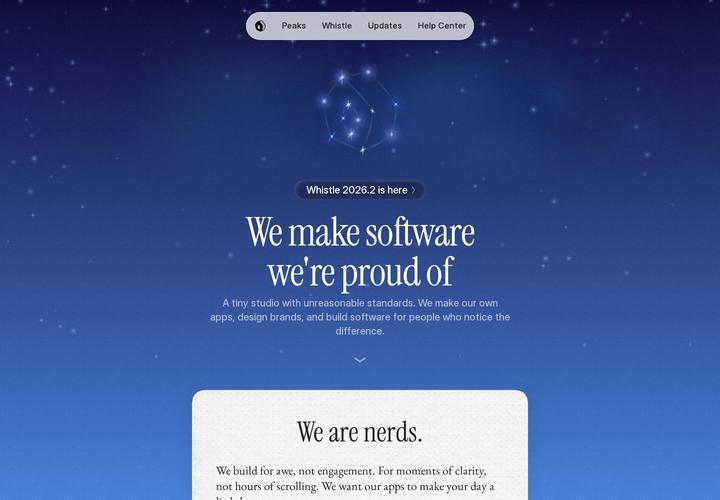 Peaks Whistle Updates Help Center
Whistle 2026.2 is here
We make software
we're proud of
A tiny studio with unreasonable standards. We make our own
apps, design brands, and build software for people who notice the
difference.
We are nerds.
We build for awe, not engagement. For moments of clarity,
not hours of scrolling. We want our apps to make your day a